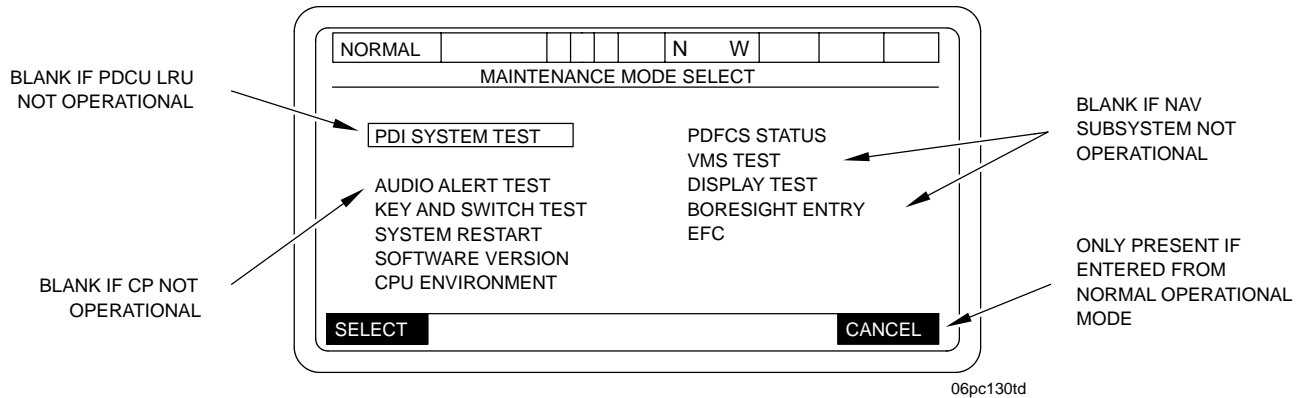 NORMAL N W
MAINTENANCE MODE SELECT
BLANK IF PDCU LRU
NOT OPERATIONAL
PDI SYSTEM TEST
AUDIO ALERT TEST
KEY AND SWITCH TEST
SYSTEM RESTART
SOFTWARE VERSION
CPU ENVIRONMENT
PDFCS STATUS
VMS TEST
DISPLAY TEST
BORESIGHT ENTRY
EFC
BLANK IF NAV
SUBSYSTEM NOT
OPERATIONAL
BLANK IF CP NOT
OPERATIONAL
ONLY PRESENT IF
ENTERED FROM
NORMAL OPERATIONAL
MODE
SELECT
CANCEL
06pc130td